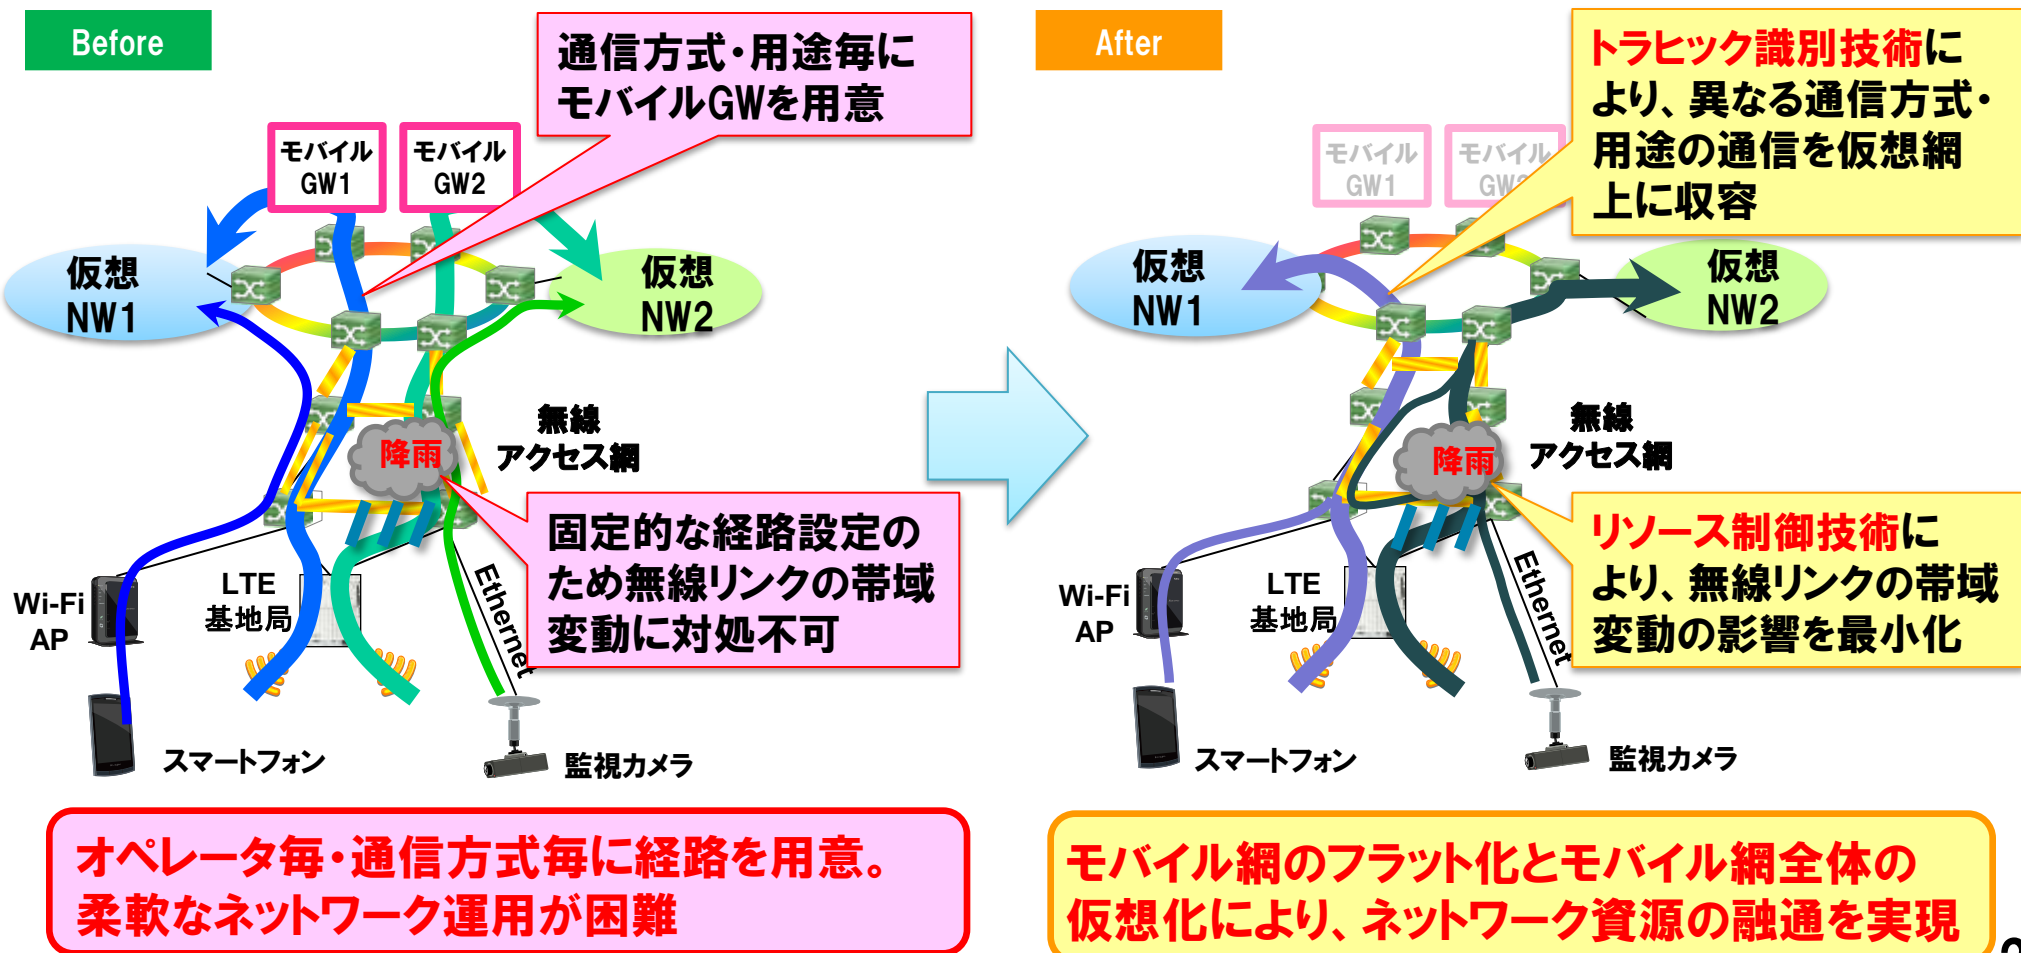 Before
通信方式・用途毎に
モバイルGWを用意
モバイル
GW1
モバイル
GW2
仮想
NW1
仮想
NW2
無線
アクセス網
降雨
固定的な経路設定の
ため無線リンクの帯域
変動に対処不可
Wi-Fi
AP
LTE
基地局
Ethernet
スマートフォン
監視カメラ
オペレータ毎・通信方式毎に経路を用意。
柔軟なネットワーク運用が困難
After
トラヒック識別技術に
より、異なる通信方式・
用途の通信を仮想網
上に収容
モバイル
GW1
モバイル
仮想
NW1
仮想
NW2
無線
アクセス網
降雨
リソース制御技術に
より、無線リンクの帯域
変動の影響を最小化
Wi-Fi
AP
LTE
基地局
Ethernet
スマートフォン
監視カメラ
モバイル網のフラット化とモバイル網全体の
仮想化により、ネットワーク資源の融通を実現